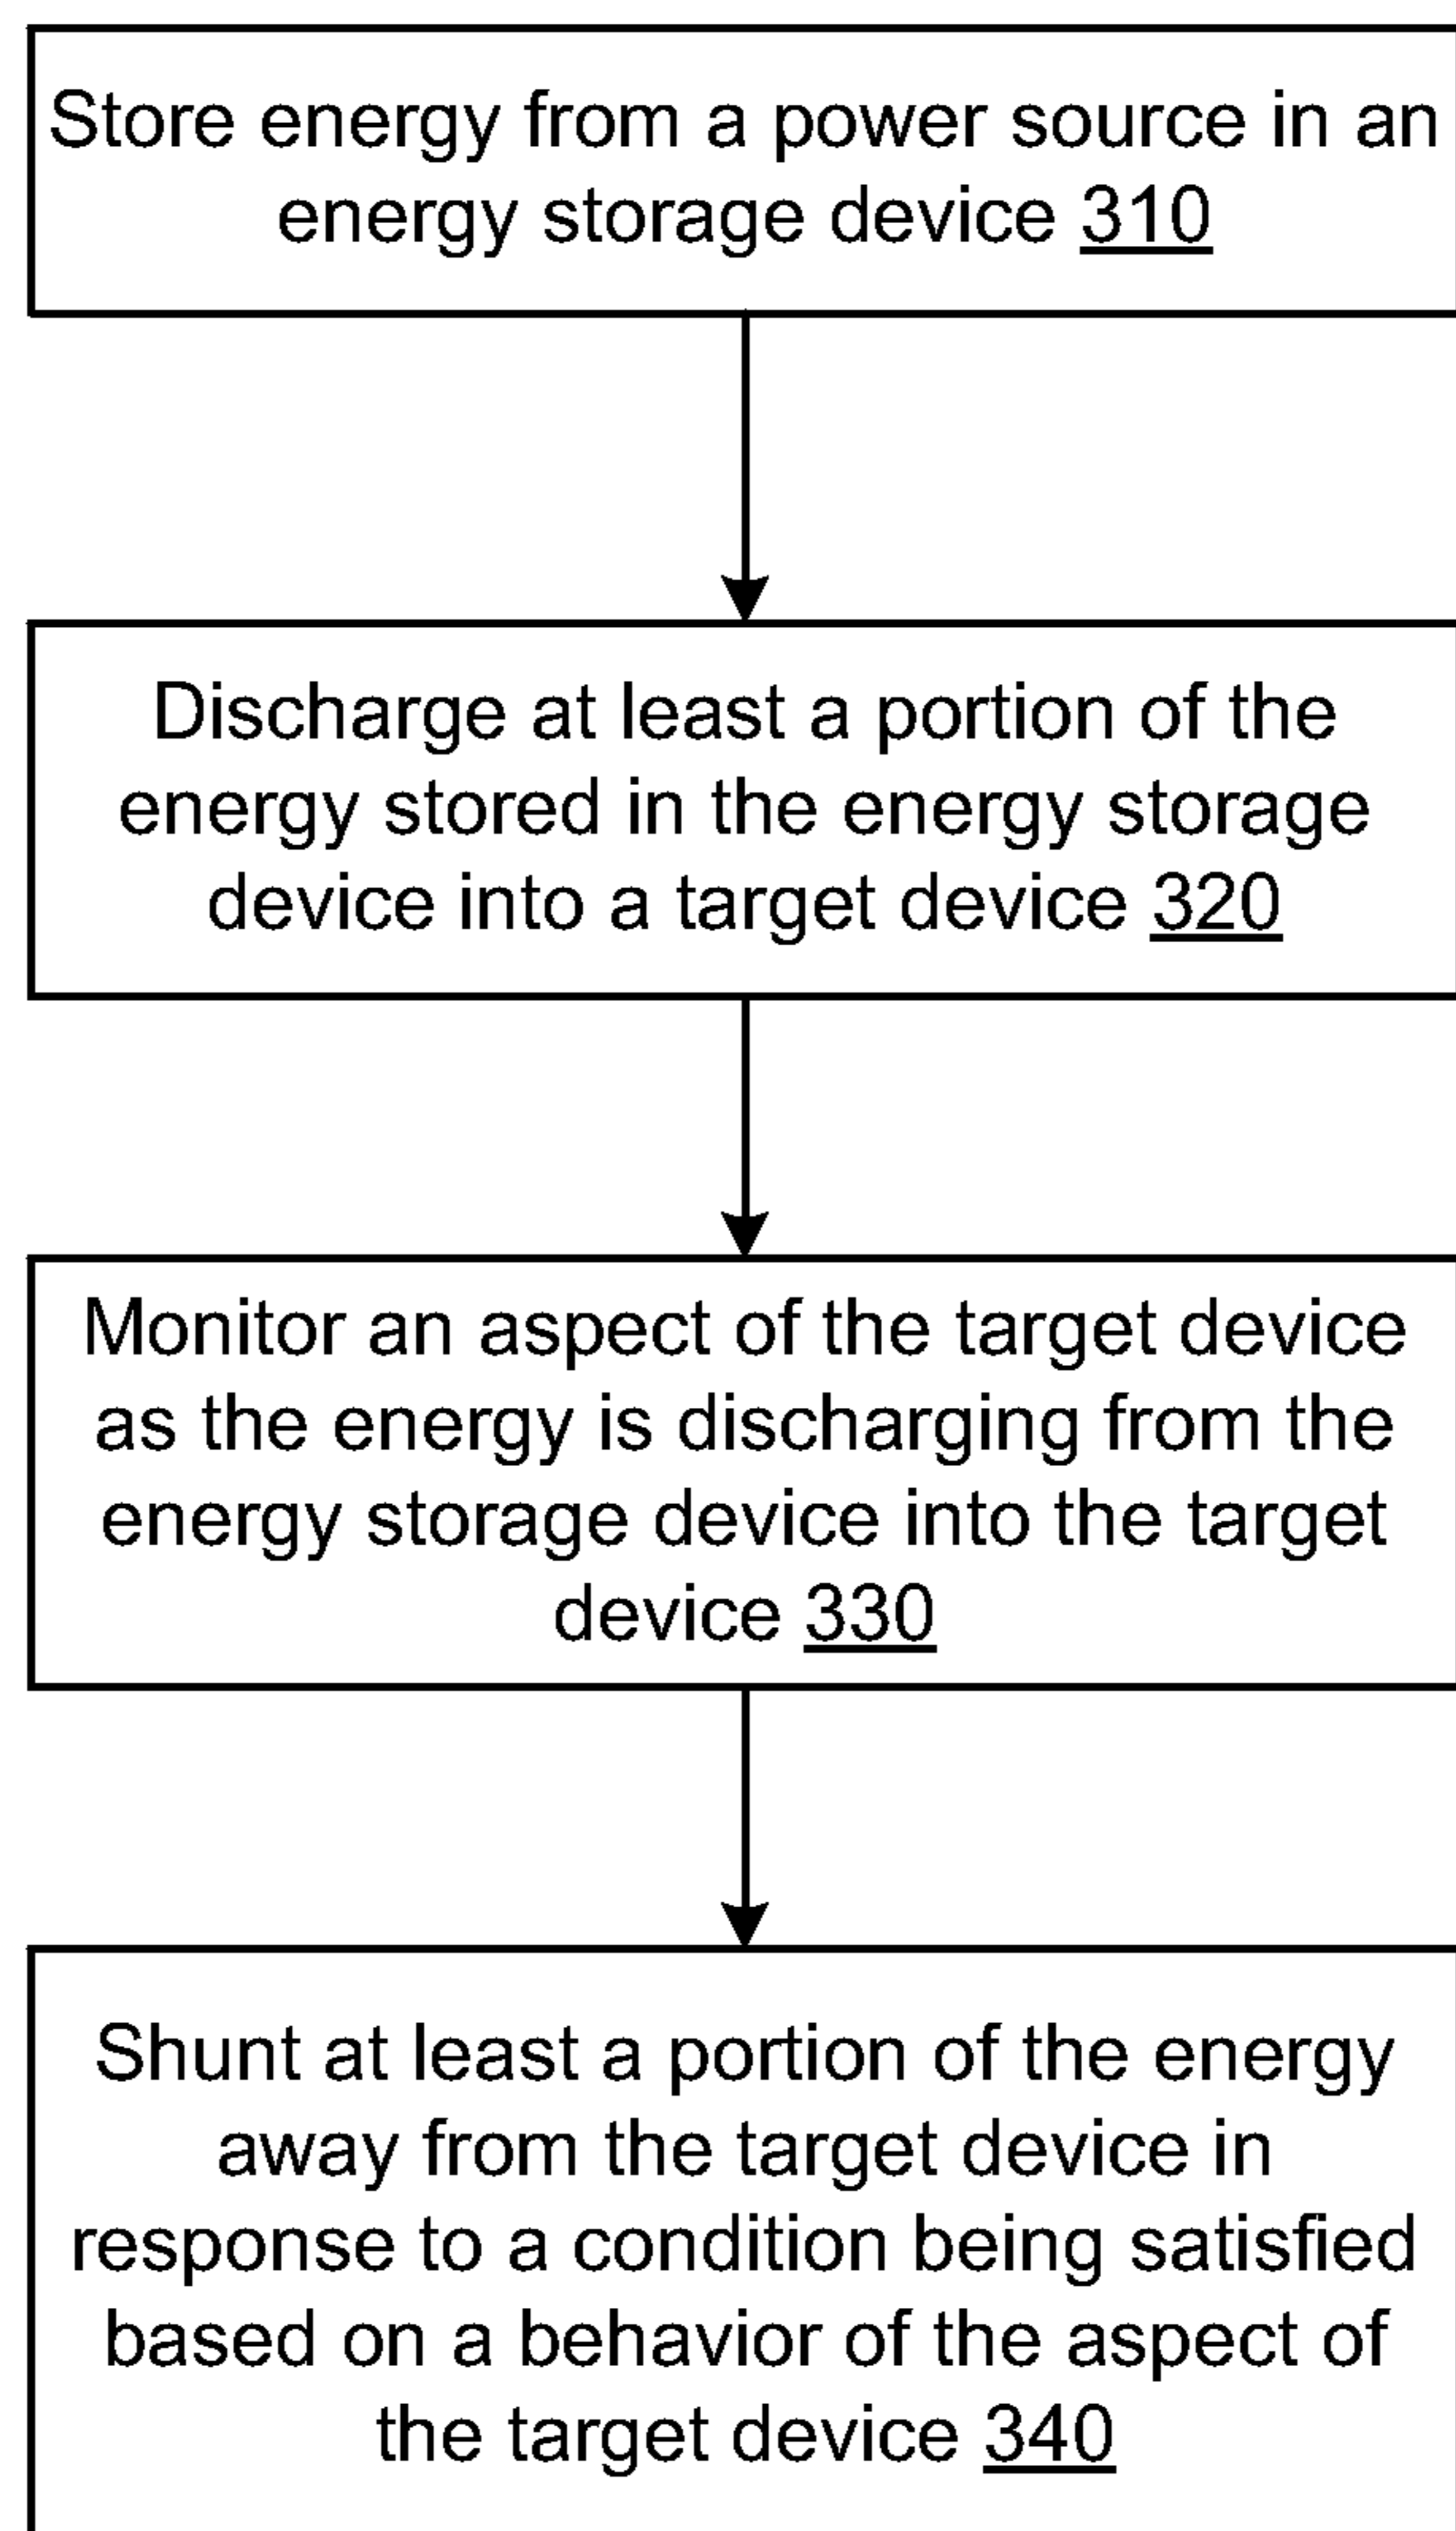 Store energy from a power source in an
energy storage device 310
Discharge at least a portion of the
energy stored in the energy storage
device into a target device 320
Monitor an aspect of the target device
as the energy is discharging from the
energy storage device into the target
device 330
Shunt at least a portion of the energy
away from the target device in
response to a condition being satisfied
based on a behavior of the aspect of
the target device 340